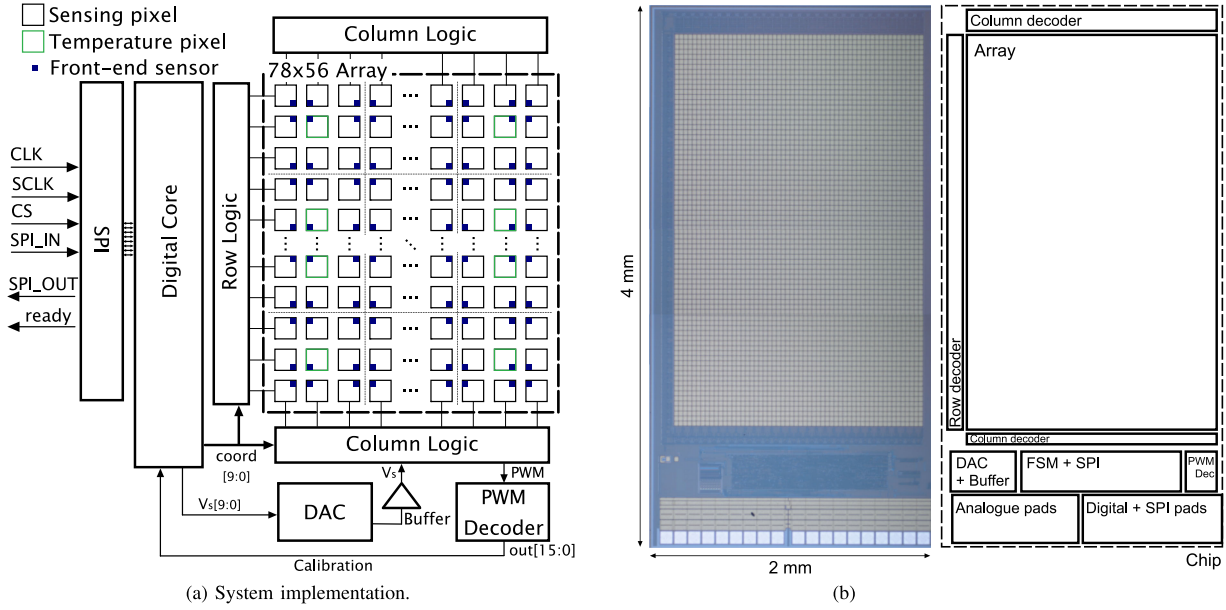 Sensing pixel
Temperature pixel
Front-end sensor
Column Logic
78x56 Array
CLK
SCLK
CS
SPI_IN
SPI_OUT
ready
SPI
Digital Core
Row Logic
coord
[9:0]
Column Logic
Vs
PWM
Vs[9:0]
DAC
Buffer
PWM
Decoder
out[15:0]
Calibration
(a) System implementation.
4 mm
2 mm
Column decoder
Array
Row decoder
Column decoder
DAC
+ Buffer
FSM + SPI
PWM
Dec
Analogue pads
Digital + SPI pads
Chip
(b)